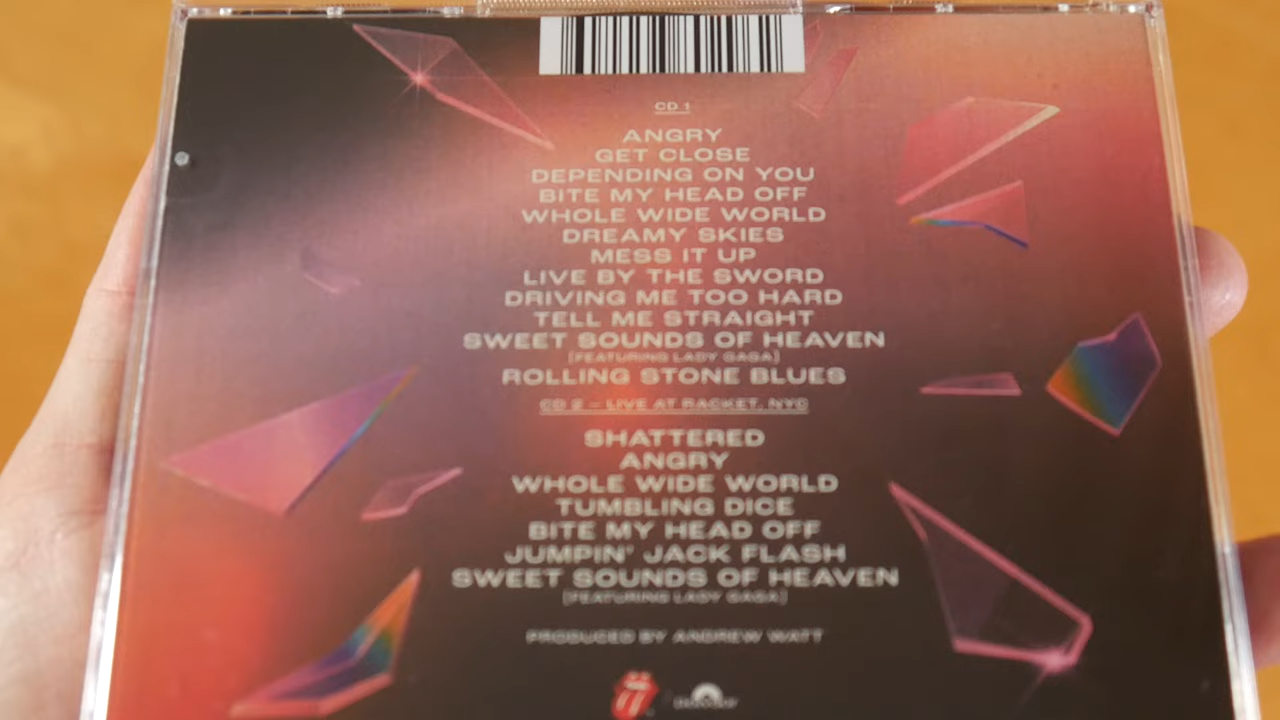 CD 1
ANGRY
GET CLOSE
DEPENDING ON YOU
BITE MY HEAD OFF
WHOLE WIDE WORLD
DREAMY SKIES
MESS IT UP
LIVE BY THE SWORD
DRIVING ME TOO HARD
TELL ME STRAIGHT
SWEET SOUNDS OF HEAVEN
[FEATURING LADY GAGA]
ROLLING STONE BLUES
CD 2 – LIVE AT RACKET, NYC
SHATTERED
ANGRY
WHOLE WIDE WORLD
TUMBLING DICE
BITE MY HEAD OFF
JUMPIN' JACK FLASH
SWEET SOUNDS OF HEAVEN
[FEATURING LADY GAGA]
PRODUCED BY ANDREW WATT